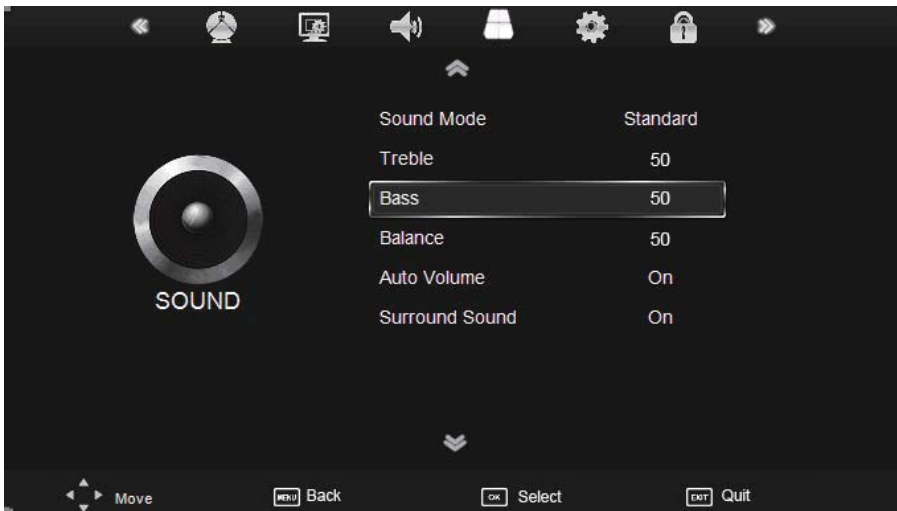 Sound Mode Standard
Treble 50
Bass 50
Balance 50
Auto Volume On
Surround Sound On
SOUND
Move MENU Back OK Select EXIT Quit